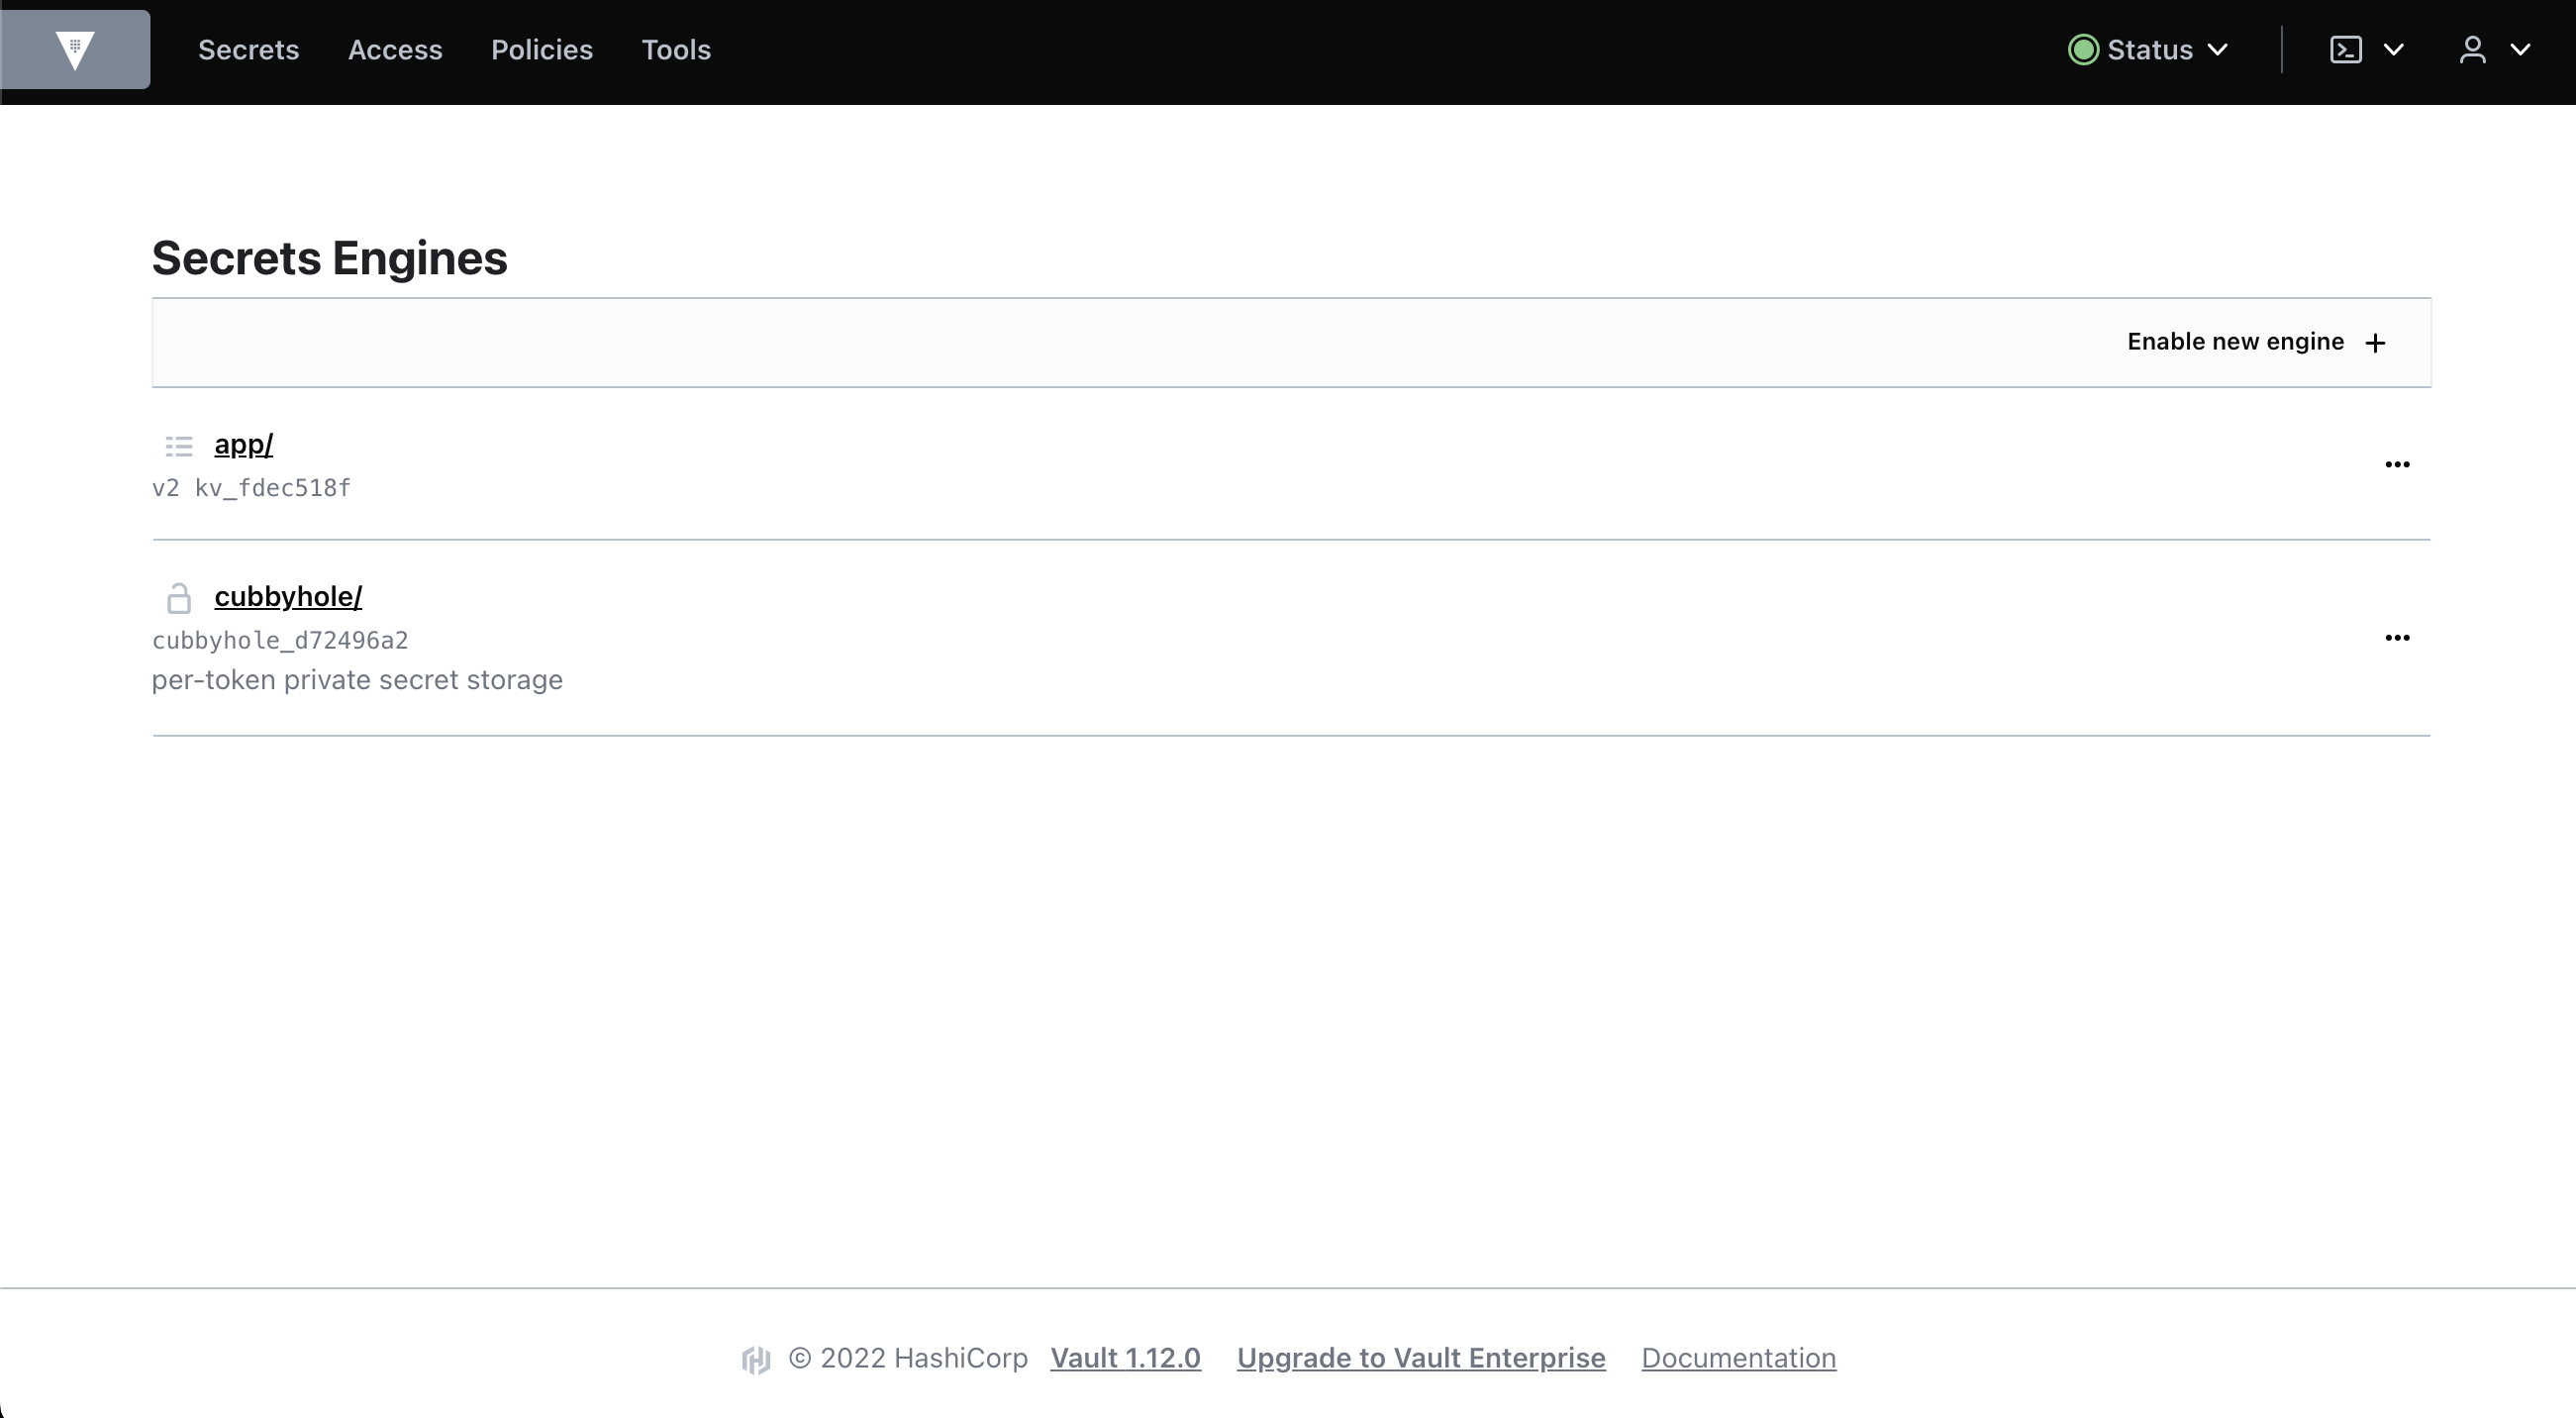 Secrets Access Policies Tools Status
Secrets Engines
Enable new engine
app/
v2 kv_fdec518f
cubbyhole/
cubbyhole_d72496a2
per-token private secret storage
© 2022 HashiCorp Vault 1.12.0 Upgrade to Vault Enterprise Documentation